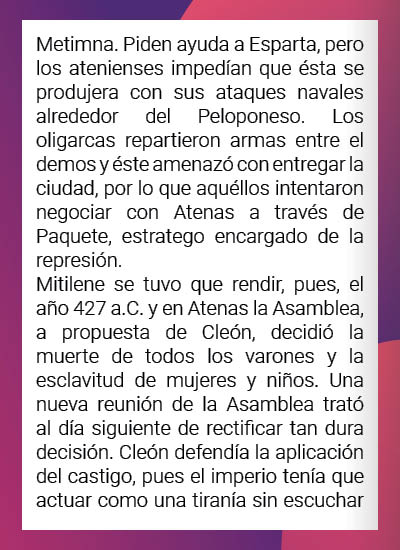 Metimna. Piden ayuda a Esparta, pero
los atenienses impedían que ésta se
produjera con sus ataques navales
alrededor del Peloponeso. Los
oligarcas repartieron armas entre el
demos y éste amenazó con entregar la
ciudad, por lo que aquéllos intentaron
negociar con Atenas a través de
Paquete, estratego encargado de la
represión.
Mitilene se tuvo que rendir, pues, el
año 427 a.C. y en Atenas la Asamblea,
a propuesta de Cleón, decidió la
muerte de todos los varones y la
esclavitud de mujeres y niños. Una
nueva reunión de la Asamblea trató
al día siguiente de rectificar tan dura
decisión. Cleón defendía la aplicación
del castigo, pues el imperio tenía que
actuar como una tiranía sin escuchar